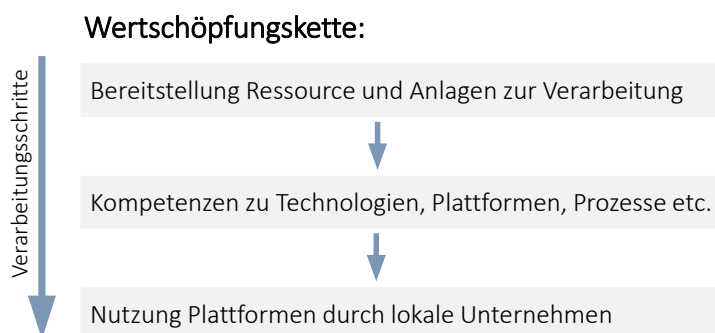 Wertschöpfungskette:
Verarbeitungsschritte
Bereitstellung Ressource und Anlagen zur Verarbeitung
Kompetenzen zu Technologien, Plattformen, Prozesse etc.
Nutzung Plattformen durch lokale Unternehmen